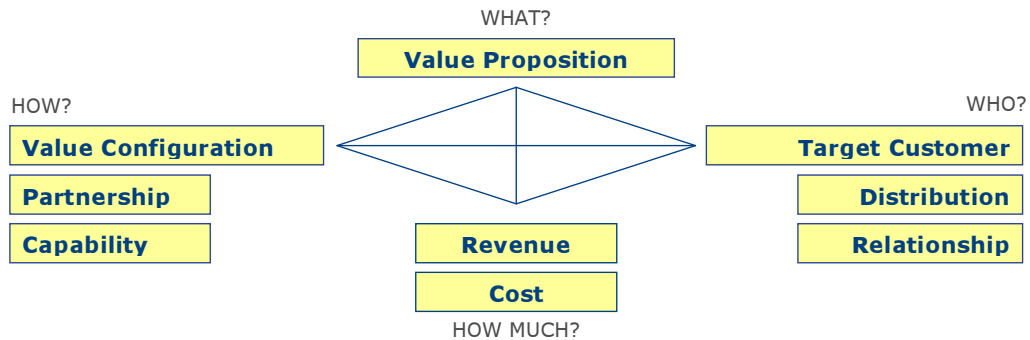 WHAT?
Value Proposition
HOW?
WHO?
Value Configuration
Target Customer
Partnership
Distribution
Capability
Revenue
Relationship
Cost
HOW MUCH?